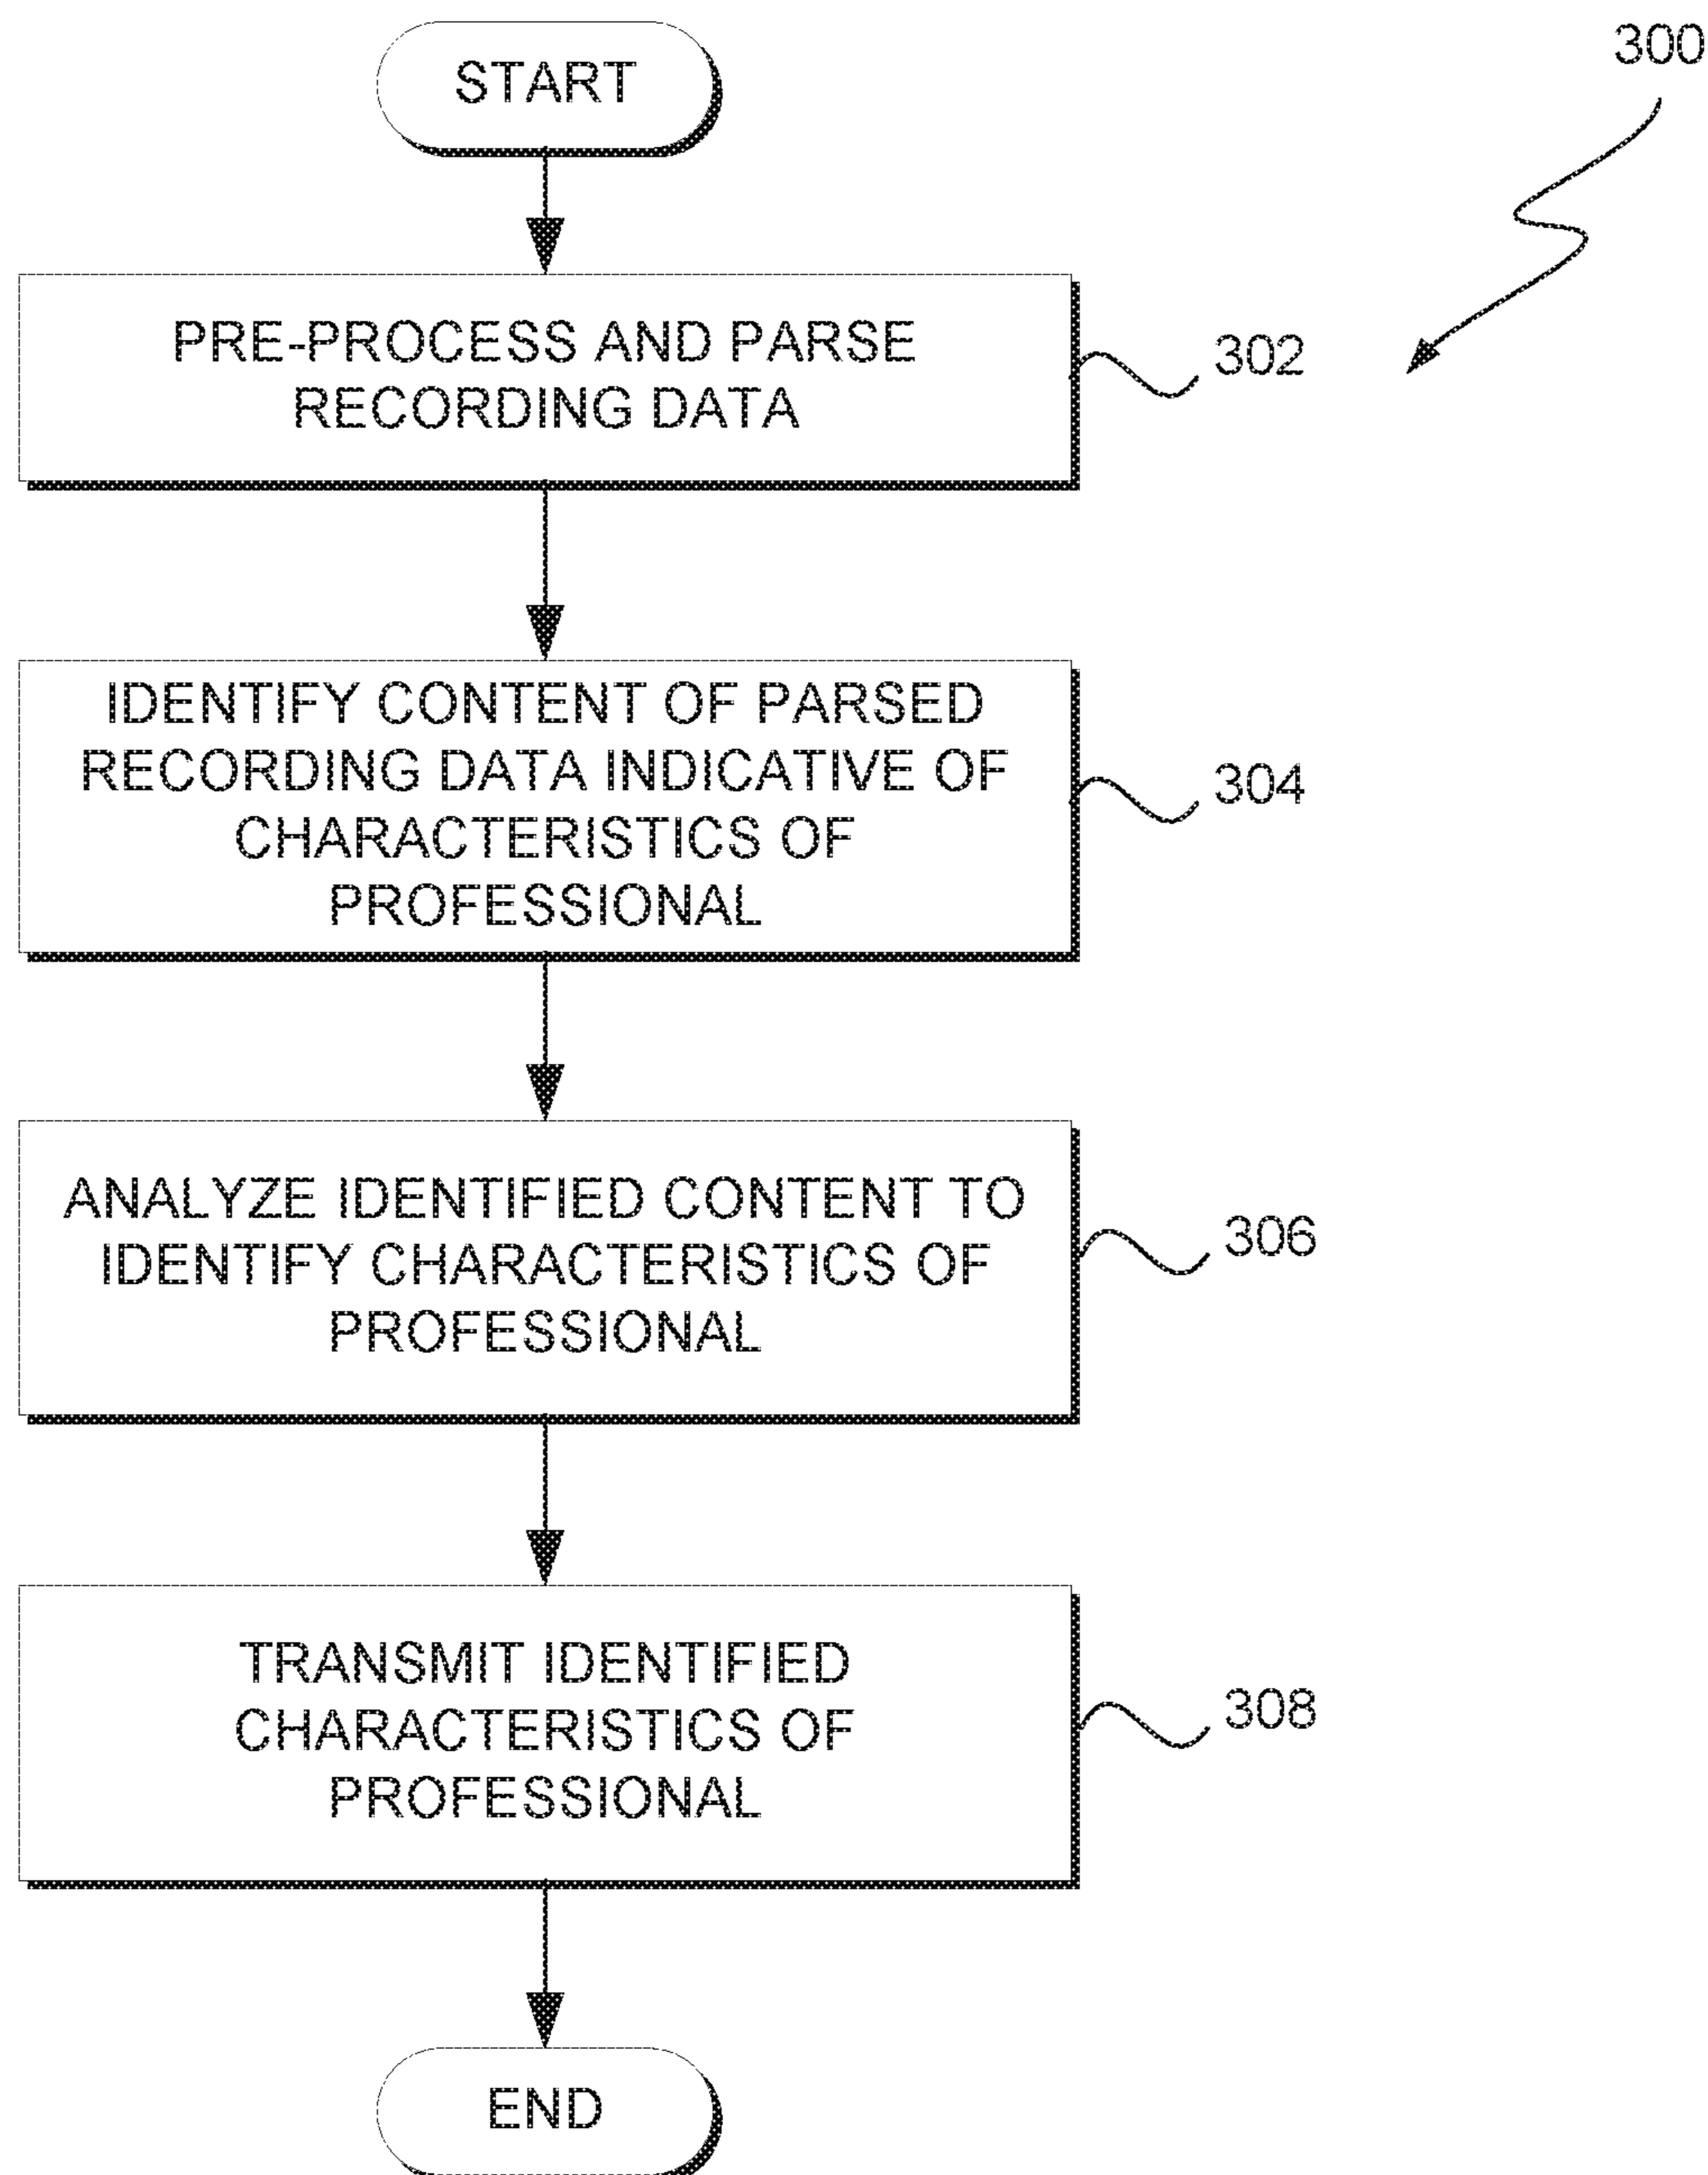 START
300
PRE-PROCESS AND PARSE
RECORDING DATA
302
IDENTIFY CONTENT OF PARSED
RECORDING DATA INDICATIVE OF
CHARACTERISTICS OF
PROFESSIONAL
304
ANALYZE IDENTIFIED CONTENT TO
IDENTIFY CHARACTERISTICS OF
PROFESSIONAL
306
TRANSMIT IDENTIFIED
CHARACTERISTICS OF
PROFESSIONAL
308
END